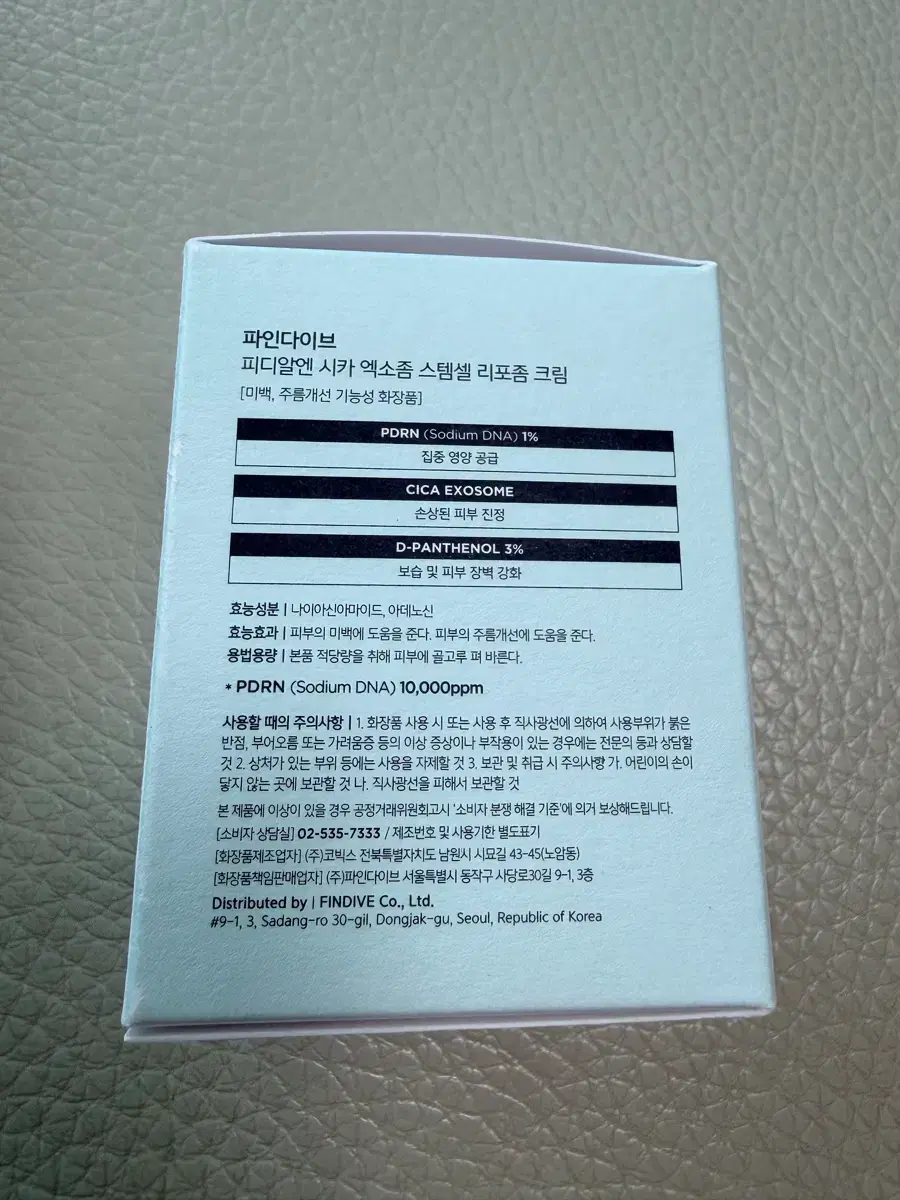 파인다이브
피디알엔 시카 엑소좀 스템셀 리포좀 크림
[미백, 주름개선 기능성 화장품]
PDRN (Sodium DNA) 1%
집중 영양 공급
CICA EXOSOME
손상된 피부 진정
D-PANTHENOL 3%
보습 및 피부 장벽 강화
효능성분 | 나이아신아마이드, 아데노신
효능효과 | 피부의 미백에 도움을 준다. 피부의 주름개선에 도움을 준다.
용법용량 | 본품 적당량을 취해 피부에 골고루 펴 바른다.
* PDRN (Sodium DNA) 10,000ppm
사용할 때의 주의사항 | 1. 화장품 사용 시 또는 사용 후 직사광선에 의하여 사용부위가 붉은
반점, 부어오름 또는 가려움증 등의 이상 증상이나 부작용이 있는 경우에는 전문의 등과 상담할
것 2. 상처가 있는 부위 등에는 사용을 자제할 것 3. 보관 및 취급 시 주의사항 가. 어린이의 손이
닿지 않는 곳에 보관할 것 나. 직사광선을 피해서 보관할 것
본 제품에 이상이 있을 경우 공정거래위원회고시 '소비자 분쟁 해결 기준'에 의거 보상해드립니다.
[소비자 상담실] 02-535-7333 / 제조번호 및 사용기한 별도표기
[화장품제조업자] (주)코빅스 전북특별자치도 남원시 시묘길 43-45(노암동)
[화장품책임판매업자] (주)파인다이브 서울특별시 동작구 사당로30길 9-1, 3층
Distributed by | FINDIVE Co., Ltd.
#9-1, 3, Sadang-ro 30-gil, Dongjak-gu, Seoul, Republic of Korea